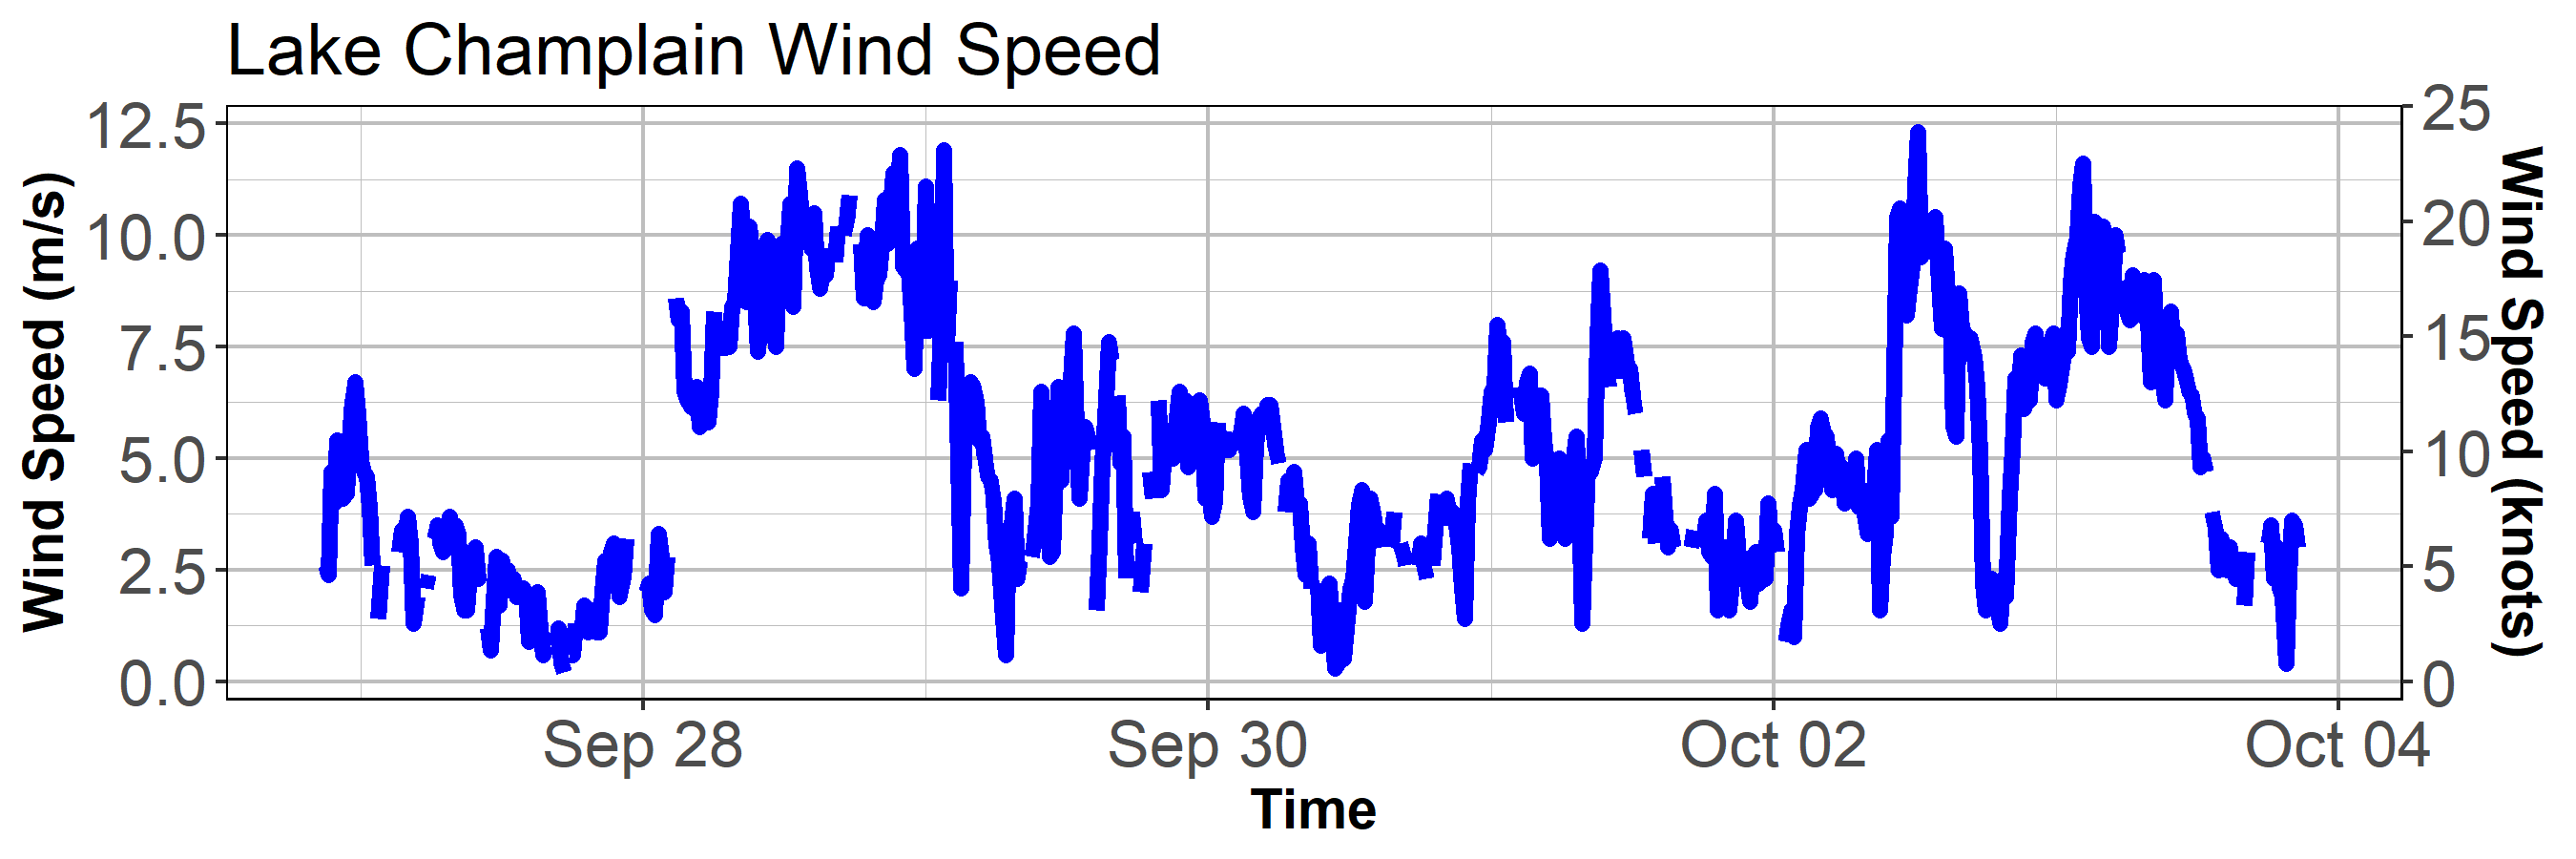 Lake Champlain Wind Speed
Wind Speed (m/s)
12.5
10.0
7.5
5.0
2.5
0.0
25
20
15
10
5
0
Wind Speed (knots)
Sep 28
Sep 30
Oct 02
Oct 04
Time